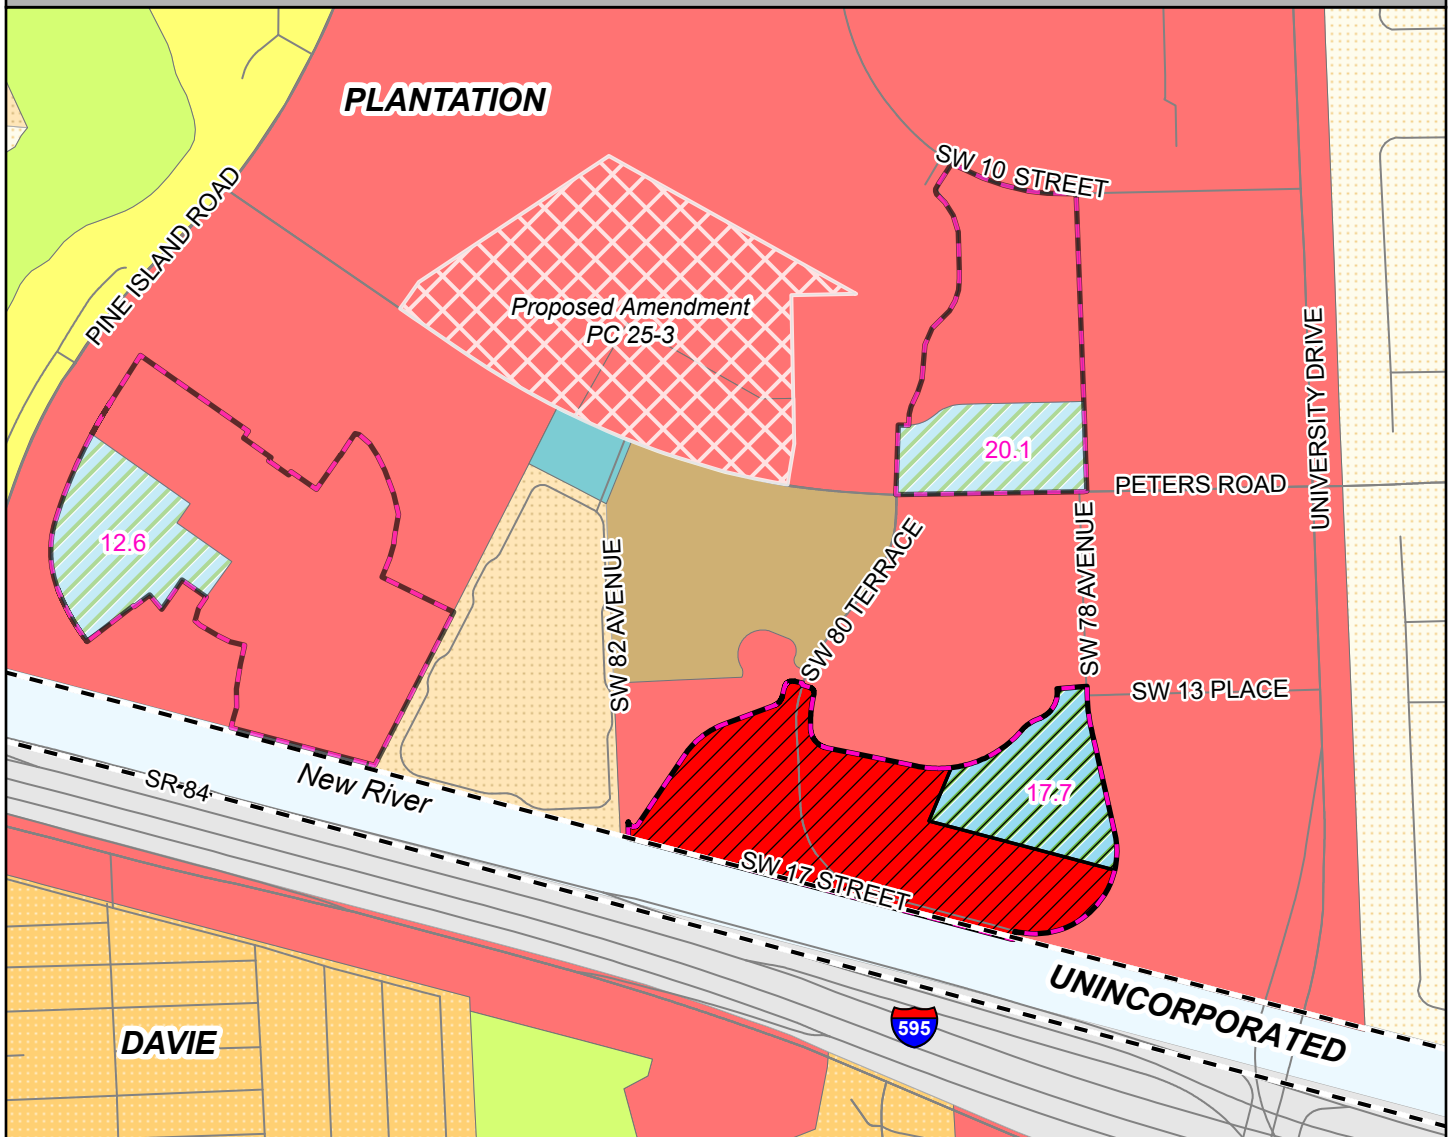 PLANTATION
SW 10 STREET
PINE ISLAND ROAD
Proposed Amendment
PC 25-3
UNIVERSITY DRIVE
20.1
PETERS ROAD
12.6
SW 82 AVENUE
SW 80 TERRACE
SW 78 AVENUE
SW 13 PLACE
New River
SR-84
17.7
SW 17 STREET
UNINCORPORATED
595
DAVIE